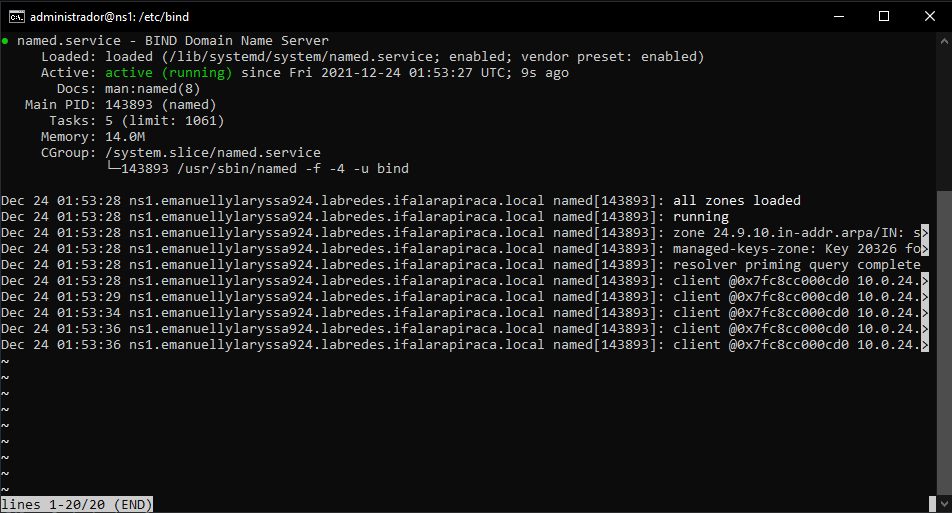 administrador@ns1: /etc/bind
● named.service - BIND Domain Name Server
     Loaded: loaded (/lib/systemd/system/named.service; enabled; vendor preset: enabled)
     Active: active (running) since Fri 2021-12-24 01:53:27 UTC; 9s ago
       Docs: man:named(8)
   Main PID: 143893 (named)
      Tasks: 5 (limit: 1061)
     Memory: 14.0M
     CGroup: /system.slice/named.service
             └─143893 /usr/sbin/named -f -4 -u bind
Dec 24 01:53:28 ns1.emanuellylaryssa924.labredes.ifalarapiraca.local named[143893]: all zones loaded
Dec 24 01:53:28 ns1.emanuellylaryssa924.labredes.ifalarapiraca.local named[143893]: running
Dec 24 01:53:28 ns1.emanuellylaryssa924.labredes.ifalarapiraca.local named[143893]: zone 24.9.10.in-addr.arpa/IN: s>
Dec 24 01:53:28 ns1.emanuellylaryssa924.labredes.ifalarapiraca.local named[143893]: managed-keys-zone: Key 20326 fo>
Dec 24 01:53:28 ns1.emanuellylaryssa924.labredes.ifalarapiraca.local named[143893]: resolver priming query complete
Dec 24 01:53:28 ns1.emanuellylaryssa924.labredes.ifalarapiraca.local named[143893]: client @0x7fc8cc000cd0 10.0.24.>
Dec 24 01:53:29 ns1.emanuellylaryssa924.labredes.ifalarapiraca.local named[143893]: client @0x7fc8cc000cd0 10.0.24.>
Dec 24 01:53:34 ns1.emanuellylaryssa924.labredes.ifalarapiraca.local named[143893]: client @0x7fc8cc000cd0 10.0.24.>
Dec 24 01:53:36 ns1.emanuellylaryssa924.labredes.ifalarapiraca.local named[143893]: client @0x7fc8cc000cd0 10.0.24.>
Dec 24 01:53:36 ns1.emanuellylaryssa924.labredes.ifalarapiraca.local named[143893]: client @0x7fc8cc000cd0 10.0.24.>
~
~
~
~
~
~
~
~
~
lines 1-20/20 (END)